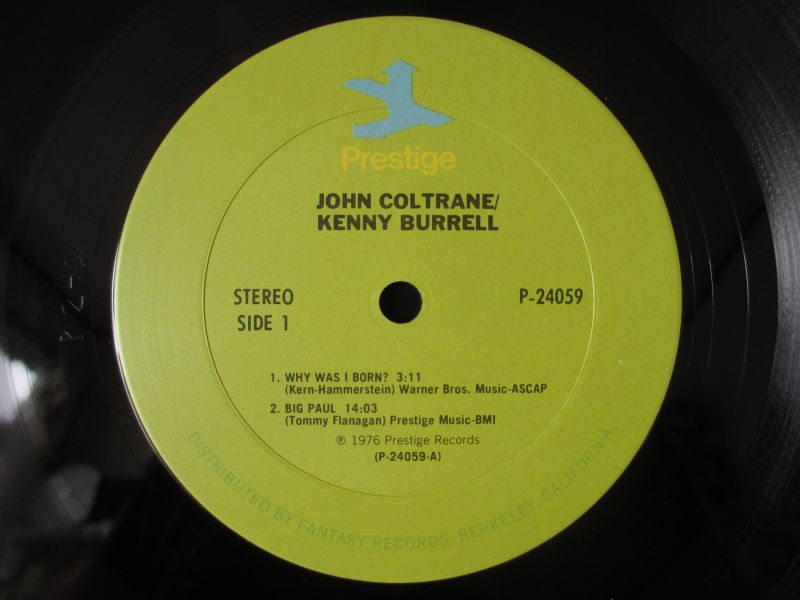 Prestige
JOHN COLTRANE/
KENNY BURRELL
STEREO
SIDE 1
P-24059
1. WHY WAS I BORN? 3:11
(Kern-Hammerstein) Warner Bros. Music-ASCAP
2. BIG PAUL 14:03
(Tommy Flanagan) Prestige Music-BMI
℗ 1976 Prestige Records
(P-24059-A)
DISTRIBUTED BY FANTASY RECORDS, BERKELEY, CALIFORNIA